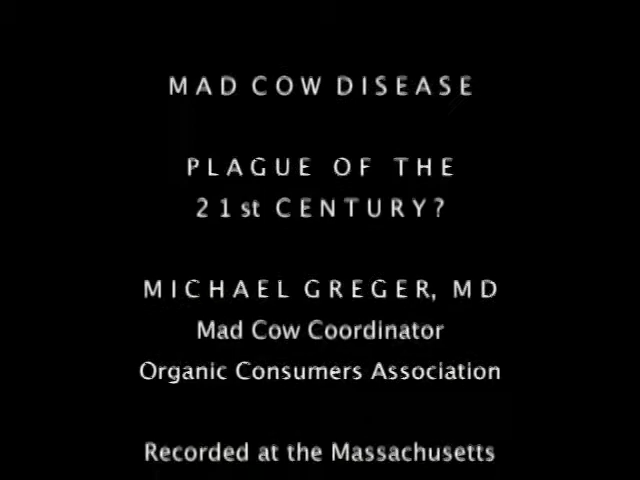 MAD COW DISEASE
PLAGUE OF THE
21st CENTURY?
MICHAEL GREGER, MD
Mad Cow Coordinator
Organic Consumers Association
Recorded at the Massachusetts